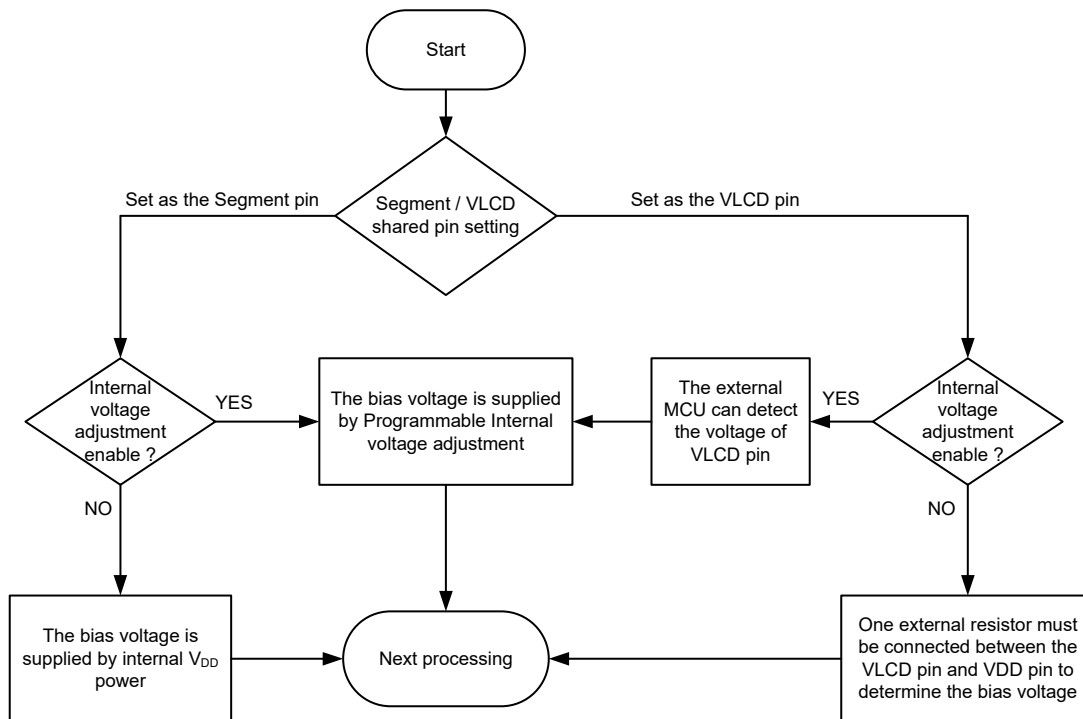 Start
Segment / VLCD
shared pin setting
Set as the Segment pin
Set as the VLCD pin
Internal
voltage
adjustment
enable ?
YES
NO
The bias voltage is supplied
by Programmable Internal
voltage adjustment
The external
MCU can detect
the voltage of
VLCD pin
YES
Internal
voltage
adjustment
enable ?
NO
The bias voltage is
supplied by internal VDD
power
Next processing
One external resistor must
be connected between the
VLCD pin and VDD pin to
determine the bias voltage